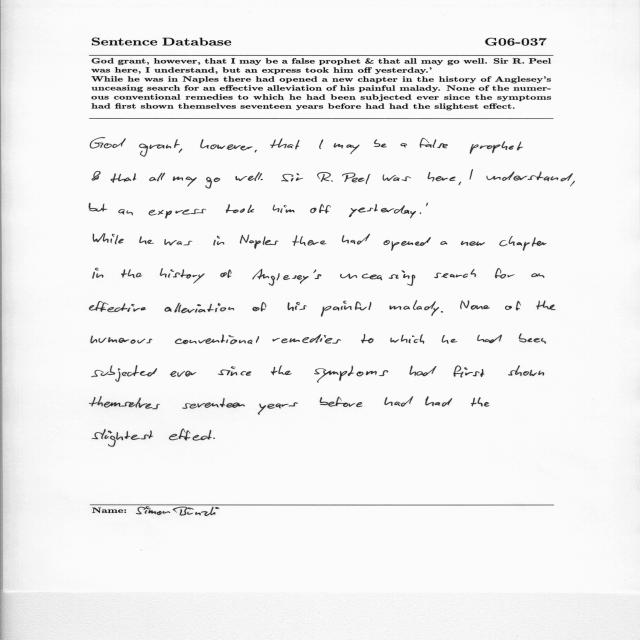 Sentence Database G06-037
God grant, however, that I may be a false prophet & that all may go well. Sir R. Peel
was here, I understand, but an express took him off yesterday.'
While he was in Naples there had opened a new chapter in the history of Anglesey's
unceasing search for an effective alleviation of his painful malady. None of the numer-
ous conventional remedies to which he had been subjected ever since the symptoms
had first shown themselves seventeen years before had had the slightest effect.
God grant, however, that I may be a false prophet
& that all may go well. Sir R. Peel was here, I understand,
but an express took him off yesterday.'
While he was in Naples there had opened a new chapter
in the history of Anglesey's unceasing search for an
effective alleviation of his painful malady. None of the
numerous conventional remedies to which he had been
subjected ever since the symptoms had first shown
themselves seventeen years before had had the
slightest effect.
Name: Simon